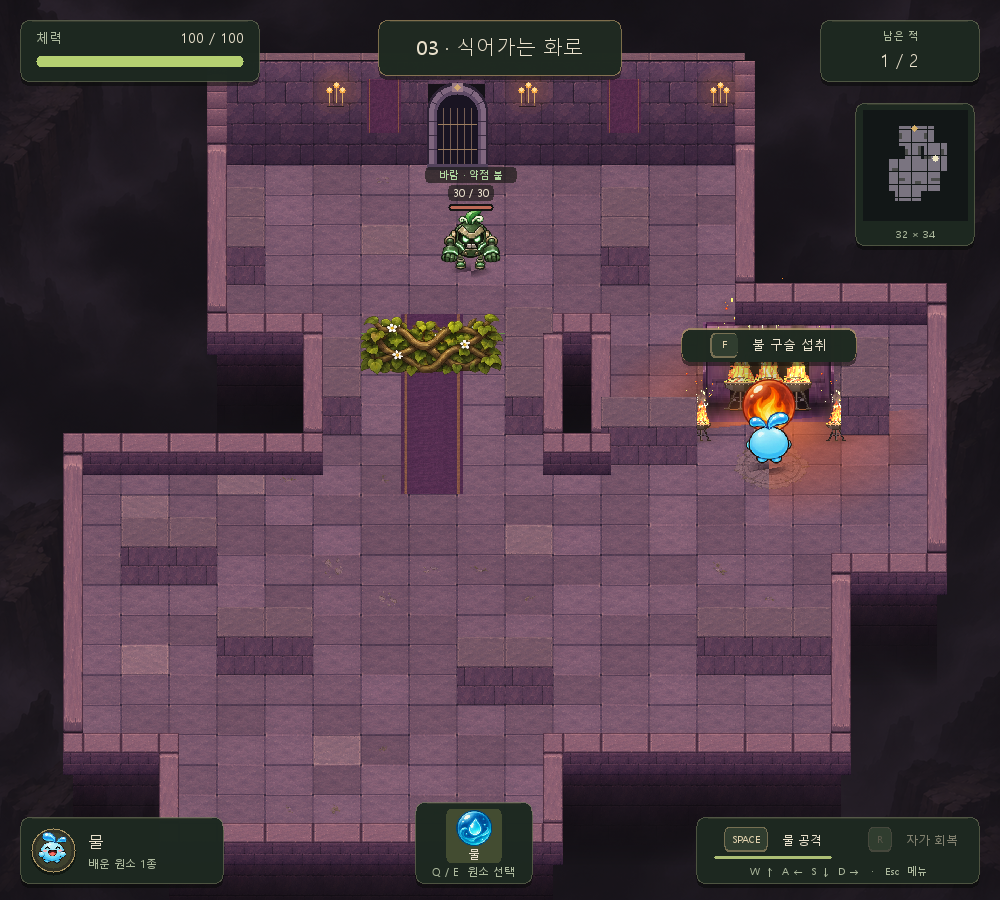 체력 100 / 100
03 · 식어가는 화로
남은 적
1 / 2
바람 · 약점 불
30 / 30
32 × 34
F 불 구슬 섭취
물
배운 원소 1종
물
Q / E 원소 선택
SPACE 물 공격 R 자가 회복
W ↑ A ← S ↓ D → · Esc 메뉴